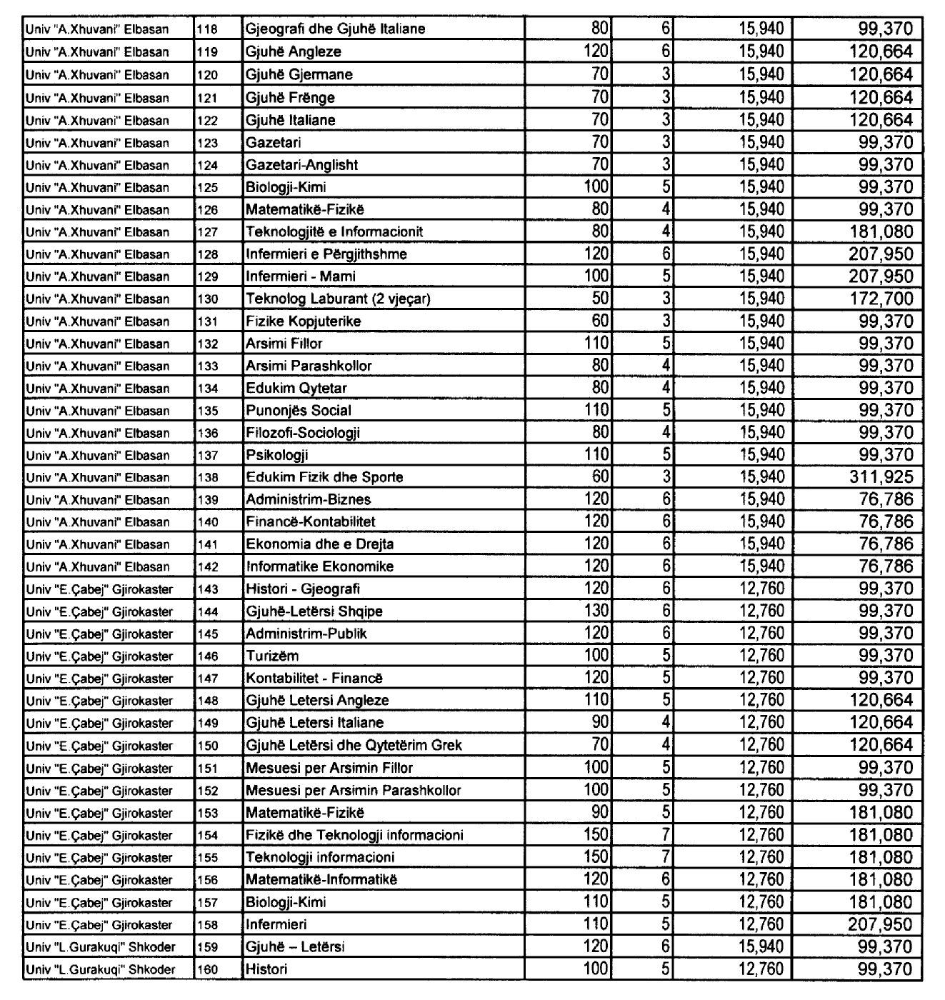 Univ "A.Xhuvani" Elbasan 118 Gjeografi dhe Gjuhë Italiane 80 6 15,940 99,370
Univ "A.Xhuvani" Elbasan 119 Gjuhë Angleze 120 6 15,940 120,664
Univ "A.Xhuvani" Elbasan 120 Gjuhë Gjermane 70 3 15,940 120,664
Univ "A.Xhuvani" Elbasan 121 Gjuhë Frënge 70 3 15,940 120,664
Univ "A.Xhuvani" Elbasan 122 Gjuhë Italiane 70 3 15,940 120,664
Univ "A.Xhuvani" Elbasan 123 Gazetari 70 3 15,940 99,370
Univ "A.Xhuvani" Elbasan 124 Gazetari-Anglisht 70 3 15,940 99,370
Univ "A.Xhuvani" Elbasan 125 Biologji-Kimi 100 5 15,940 99,370
Univ "A.Xhuvani" Elbasan 126 Matematikë-Fizikë 80 4 15,940 99,370
Univ "A.Xhuvani" Elbasan 127 Teknologjitë e Informacionit 80 4 15,940 181,080
Univ "A.Xhuvani" Elbasan 128 Infermieri e Përgjithshme 120 6 15,940 207,950
Univ "A.Xhuvani" Elbasan 129 Infermieri - Mami 100 5 15,940 207,950
Univ "A.Xhuvani" Elbasan 130 Teknolog Laburant (2 vjeçar) 50 3 15,940 172,700
Univ "A.Xhuvani" Elbasan 131 Fizike Kopjuterike 60 3 15,940 99,370
Univ "A.Xhuvani" Elbasan 132 Arsimi Fillor 110 5 15,940 99,370
Univ "A.Xhuvani" Elbasan 133 Arsimi Parashkollor 80 4 15,940 99,370
Univ "A.Xhuvani" Elbasan 134 Edukim Qytetar 80 4 15,940 99,370
Univ "A.Xhuvani" Elbasan 135 Punonjës Social 110 5 15,940 99,370
Univ "A.Xhuvani" Elbasan 136 Filozofi-Sociologji 80 4 15,940 99,370
Univ "A.Xhuvani" Elbasan 137 Psikologji 110 5 15,940 99,370
Univ "A.Xhuvani" Elbasan 138 Edukim Fizik dhe Sporte 60 3 15,940 311,925
Univ "A.Xhuvani" Elbasan 139 Administrim-Biznes 120 6 15,940 76,786
Univ "A.Xhuvani" Elbasan 140 Financë-Kontabilitet 120 6 15,940 76,786
Univ "A.Xhuvani" Elbasan 141 Ekonomia dhe e Drejta 120 6 15,940 76,786
Univ "A.Xhuvani" Elbasan 142 Informatike Ekonomike 120 6 15,940 76,786
Univ "E.Çabej" Gjirokaster 143 Histori - Gjeografi 120 6 12,760 99,370
Univ "E.Çabej" Gjirokaster 144 Gjuhë-Letërsi Shqipe 130 6 12,760 99,370
Univ "E.Çabej" Gjirokaster 145 Administrim-Publik 120 6 12,760 99,370
Univ "E.Çabej" Gjirokaster 146 Turizëm 100 5 12,760 99,370
Univ "E.Çabej" Gjirokaster 147 Kontabilitet - Financë 120 5 12,760 99,370
Univ "E.Çabej" Gjirokaster 148 Gjuhë Letersi Angleze 110 5 12,760 120,664
Univ "E.Çabej" Gjirokaster 149 Gjuhë Letersi Italiane 90 4 12,760 120,664
Univ "E.Çabej" Gjirokaster 150 Gjuhë Letërsi dhe Qytetërim Grek 70 4 12,760 120,664
Univ "E.Çabej" Gjirokaster 151 Mesuesi per Arsimin Fillor 100 5 12,760 99,370
Univ "E.Çabej" Gjirokaster 152 Mesuesi per Arsimin Parashkollor 100 5 12,760 99,370
Univ "E.Çabej" Gjirokaster 153 Matematikë-Fizikë 90 5 12,760 181,080
Univ "E.Çabej" Gjirokaster 154 Fizikë dhe Teknologji informacioni 150 7 12,760 181,080
Univ "E.Çabej" Gjirokaster 155 Teknologji informacioni 150 7 12,760 181,080
Univ "E.Çabej" Gjirokaster 156 Matematikë-Informatikë 120 6 12,760 181,080
Univ "E.Çabej" Gjirokaster 157 Biologji-Kimi 110 5 12,760 181,080
Univ "E.Çabej" Gjirokaster 158 Infermieri 110 5 12,760 207,950
Univ "L.Gurakuqi" Shkoder 159 Gjuhë – Letërsi 120 6 15,940 99,370
Univ "L.Gurakuqi" Shkoder 160 Histori 100 5 12,760 99,370